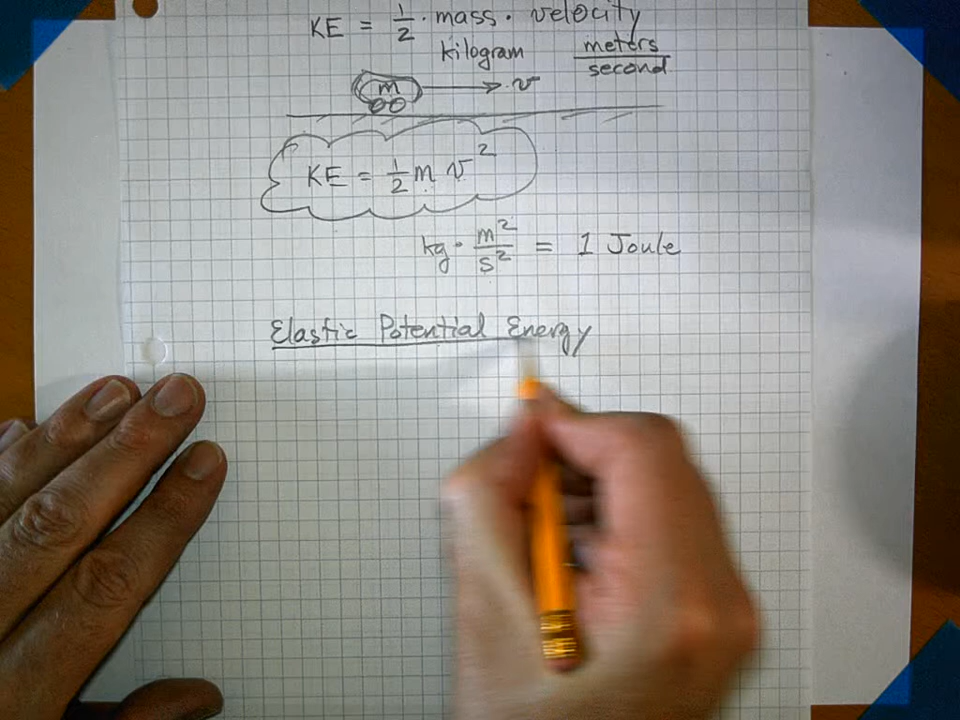 KE = 1/2 · mass · velocity
kilogram meters/second
m → v
KE = 1/2 m v²
kg · m²/s² = 1 Joule
Elastic Potential Energy